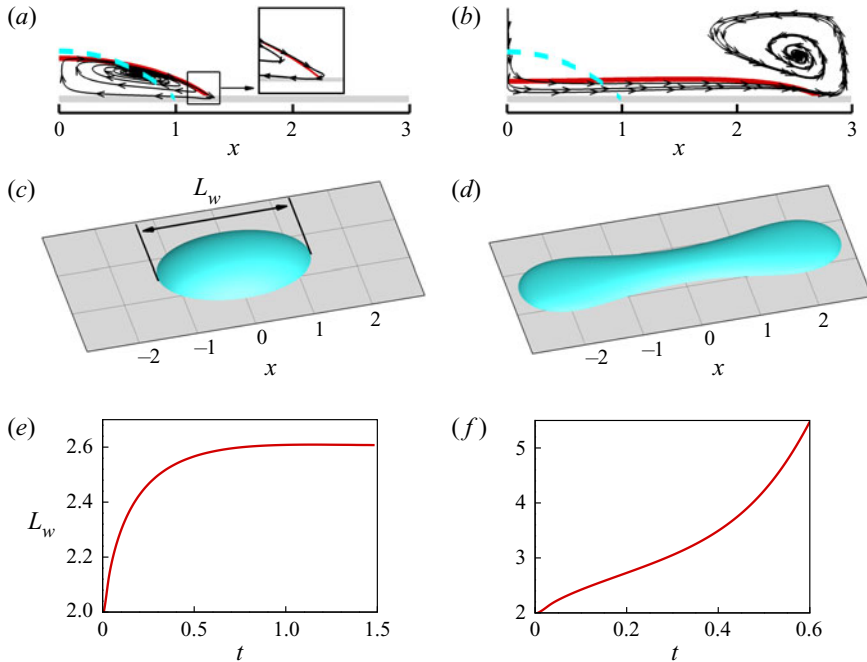 (a)
(b)
0 1 2 3
x
0 1 2 3
x
(c)
(d)
L_w
−2 −1 0 1 2
x
−2 −1 0 1 2
x
(e)
(f)
2.6
2.4
2.2
2.0
L_w
0 0.5 1.0 1.5
t
5
4
3
2
0 0.2 0.4 0.6
t